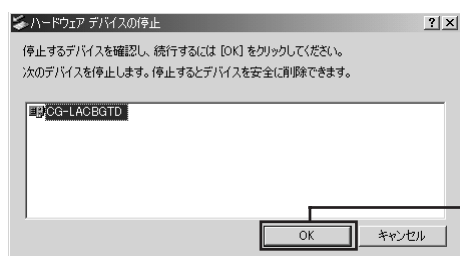 ハードウェア デバイスの停止
停止するデバイスを確認し、続行するには [OK] をクリックしてください。
次のデバイスを停止します。停止するとデバイスを安全に削除できます。
CG-LACBGTD
OK キャンセル